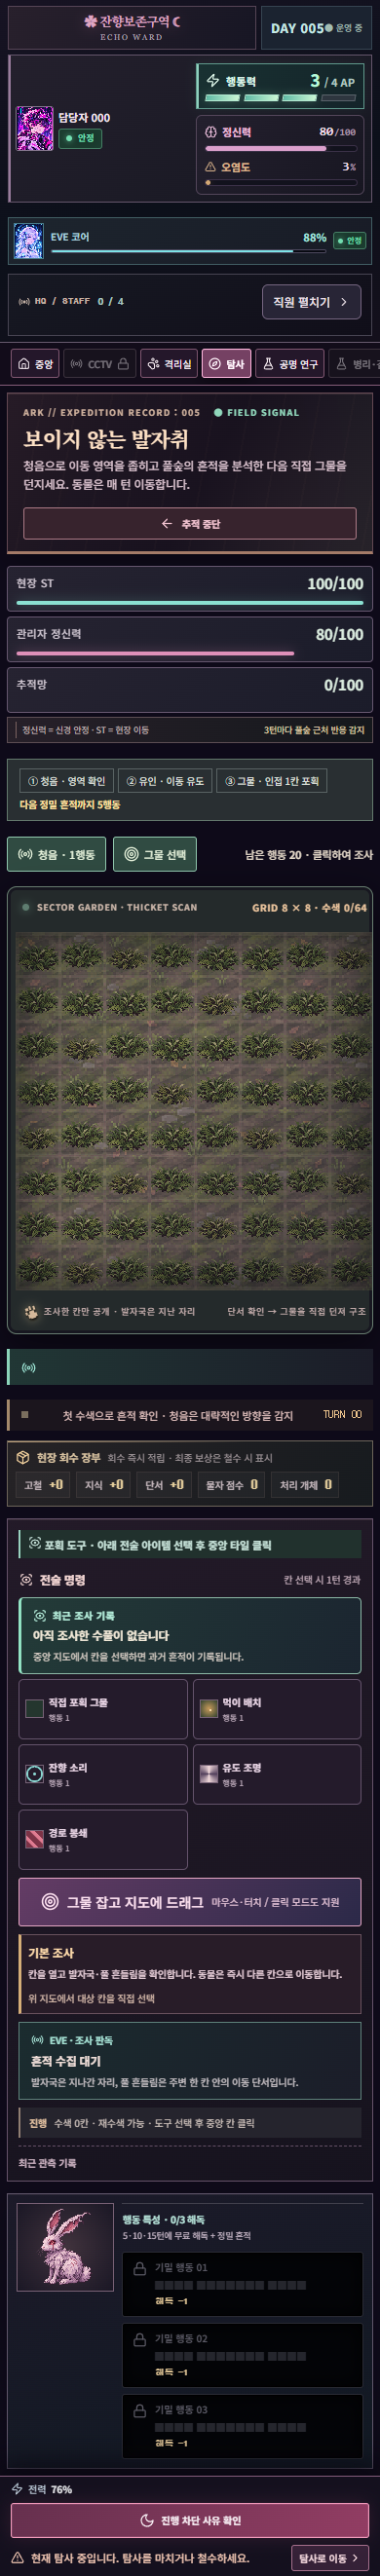 잔향보존구역
ECHO WARD
DAY 005 운영 중
담당자 000
안정
행동력 3 / 4 AP
정신력 80/100
오염도 3%
EVE 코어 88% 안정
HQ / STAFF 0 / 4
직원 펼치기
중앙 CCTV 격리실 탐사 공명 연구
ARK // EXPEDITION RECORD : 005 FIELD SIGNAL
보이지 않는 발자취
청음으로 이동 영역을 좁히고 풀숲의 흔적을 분석한 다음 직접 그물을
던지세요. 동물은 매 턴 이동합니다.
추적 중단
현장 ST 100/100
관리자 정신력 80/100
추적망 0/100
정신력 = 신경 안정 · ST = 현장 이동 3턴마다 풀숲 근처 반응 감지
① 청음 · 영역 확인 ② 유인 · 이동 유도 ③ 그물 · 인접 1칸 포획
다음 정밀 흔적까지 5행동
청음 · 1행동 그물 선택 남은 행동 20 · 클릭하여 조사
SECTOR GARDEN · THICKET SCAN GRID 8 × 8 · 수색 0/64
조사한 칸만 공개 · 발자국은 지난 자리 단서 확인 → 그물을 직접 던져 구조
첫 수색으로 흔적 확인 · 청음은 대략적인 방향을 감지 TURN 00
현장 회수 장부 회수 즉시 적립 · 최종 보상은 철수 시 표시
고철 +0 지식 +0 단서 +0 물자 점수 0 처리 개체 0
포획 도구 · 아래 전술 아이템 선택 후 중앙 타일 클릭
전술 명령 칸 선택 시 1턴 경과
최근 조사 기록
아직 조사한 수풀이 없습니다
중앙 지도에서 칸을 선택하면 과거 흔적이 기록됩니다.
직접 포획 그물
행동 1
먹이 배치
행동 1
잔향 소리
행동 1
유도 조명
행동 1
경로 봉쇄
행동 1
그물 잡고 지도에 드래그 마우스·터치 / 클릭 모드도 지원
기본 조사
칸을 열고 발자국·풀 흔들림을 확인합니다. 동물은 즉시 다른 칸으로 이동합니다.
위 지도에서 대상 칸을 직접 선택
EVE · 조사 판독
흔적 수집 대기
발자국은 지나간 자리, 풀 흔들림은 주변 한 칸 안의 이동 단서입니다.
진행 수색 0칸 · 재수색 가능 · 도구 선택 후 중앙 칸 클릭
최근 관측 기록
행동 특성 · 0/3 해독
5·10·15턴에 무료 해독 + 정밀 흔적
기밀 행동 01
해독 -1
기밀 행동 02
해독 -1
기밀 행동 03
해독 -1
전력 76%
진행 차단 사유 확인
현재 탐사 중입니다. 탐사를 마치거나 철수하세요. 탐사로 이동